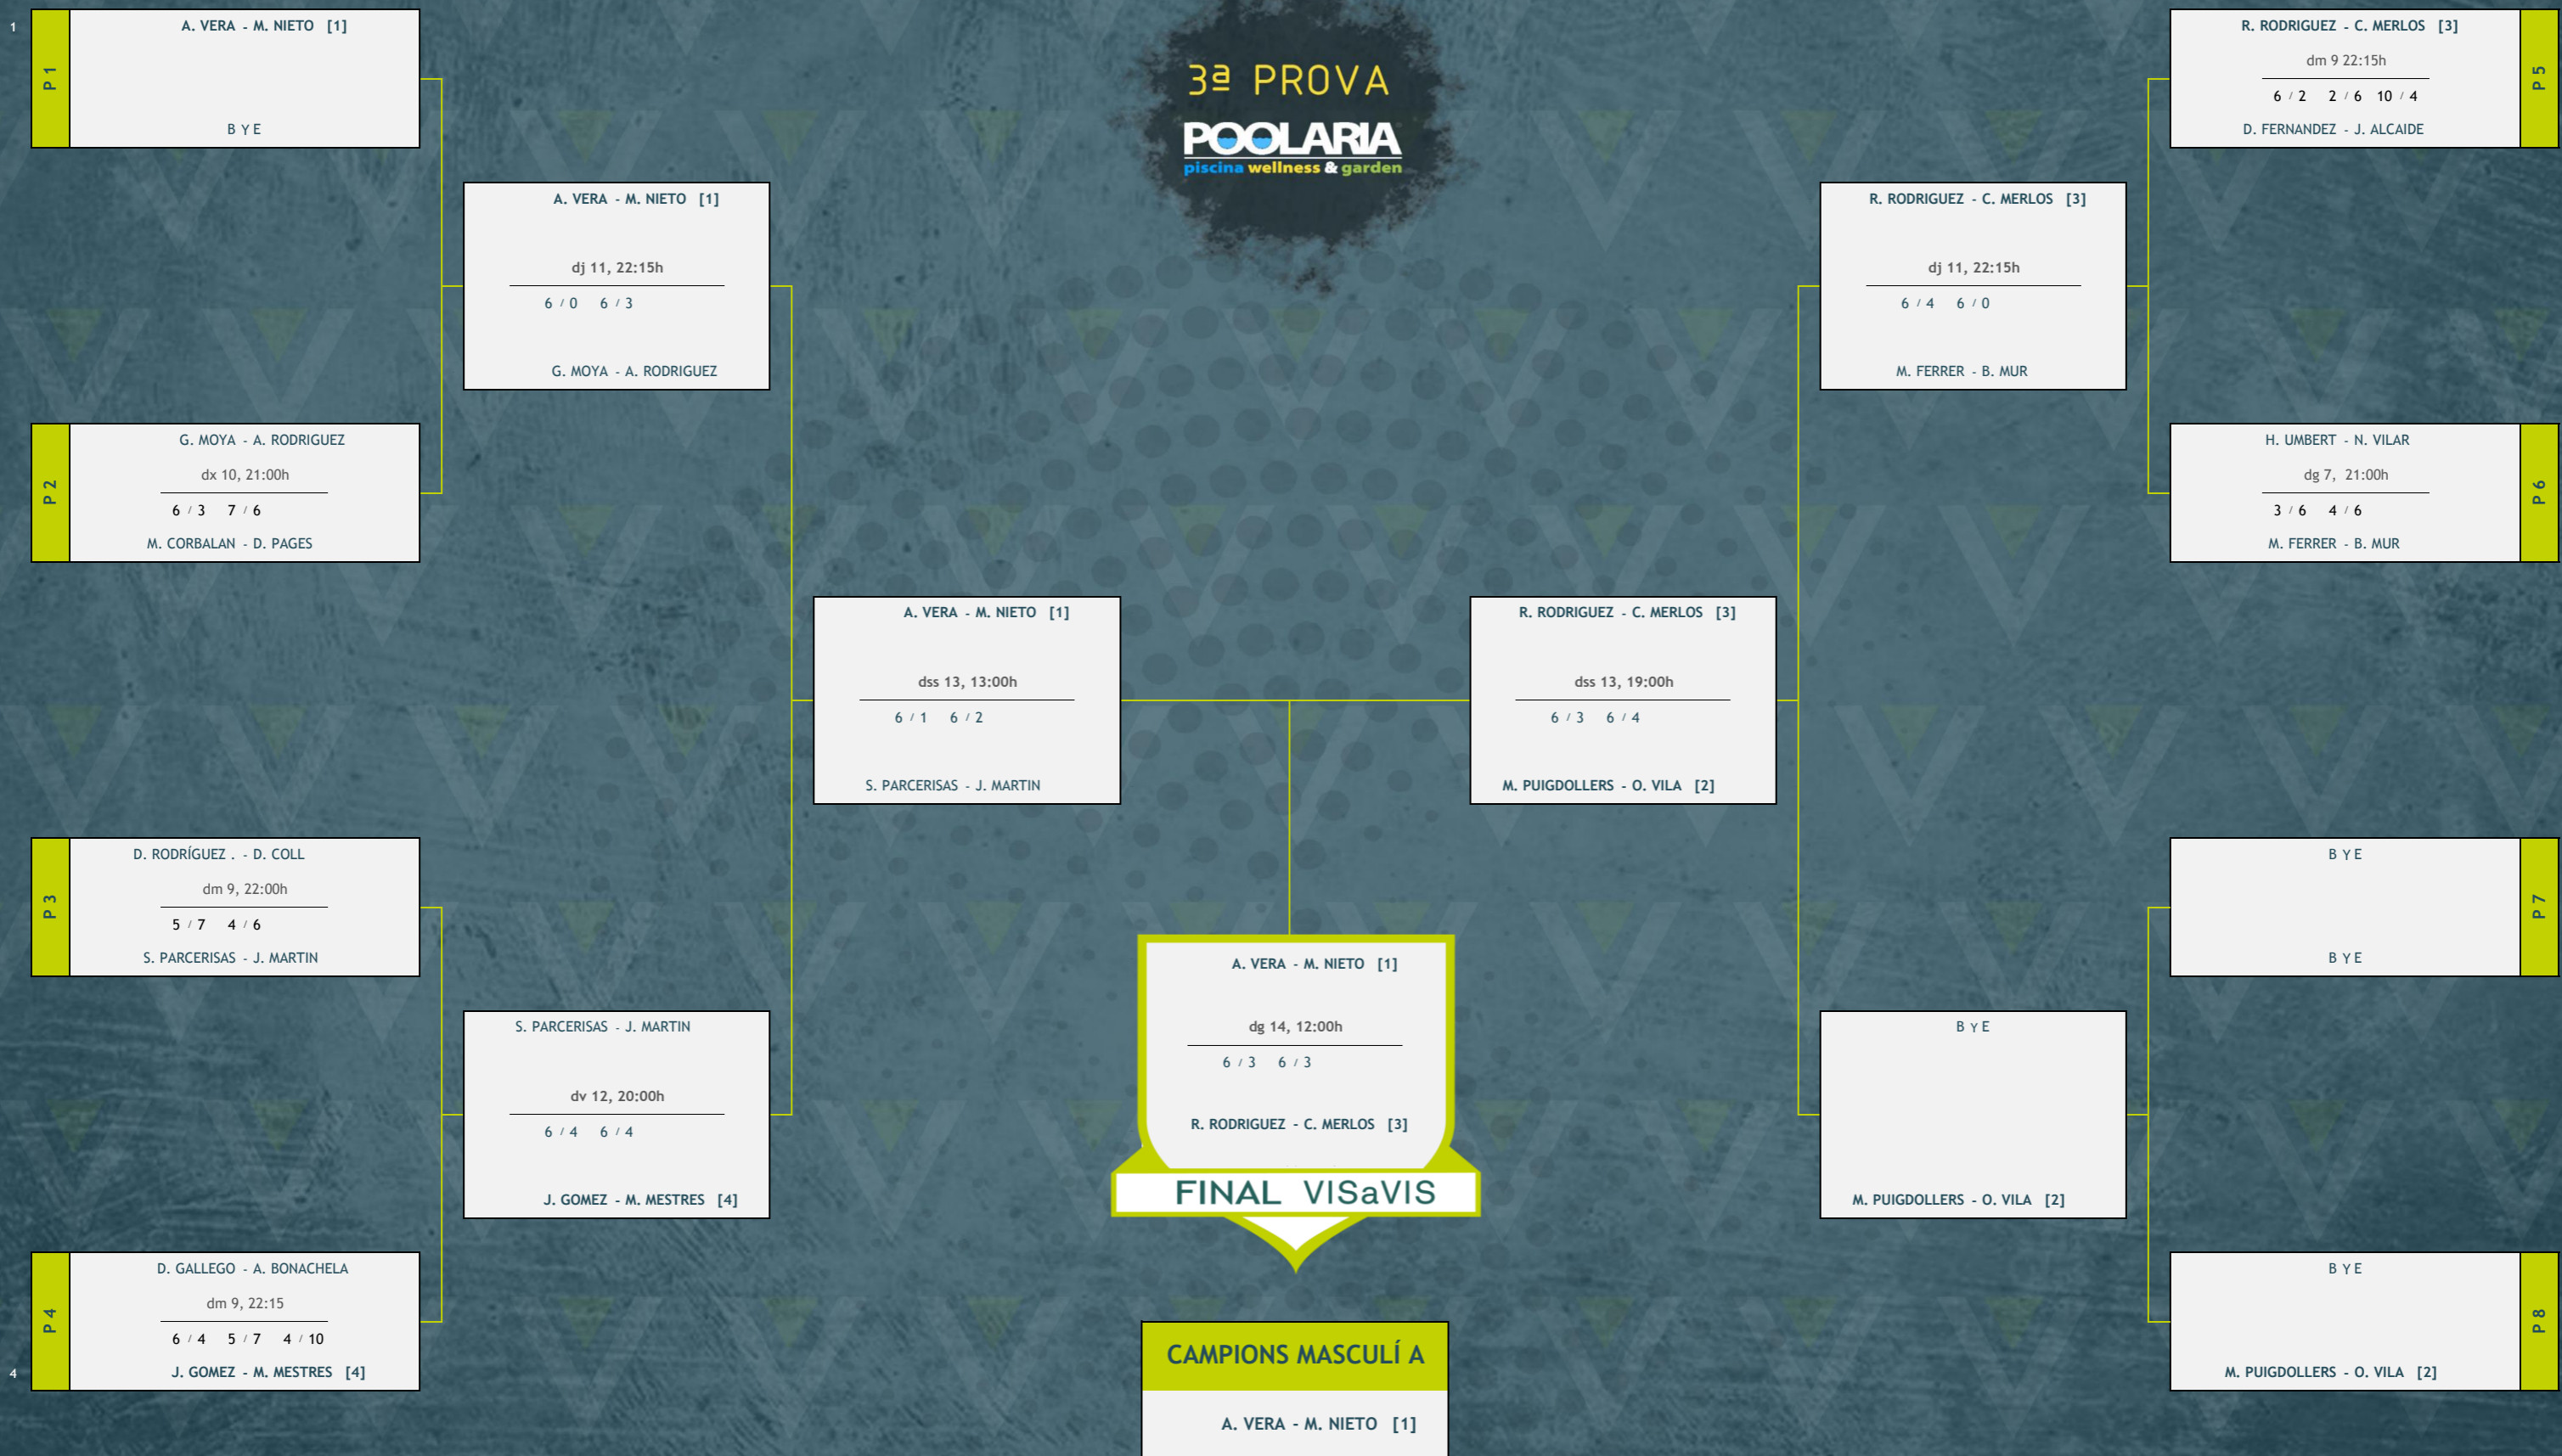 3ª PROVA
POOLARIA
piscina wellness & garden
1
P 1
A. VERA - M. NIETO [1]
B Y E
P 2
G. MOYA - A. RODRIGUEZ
dx 10, 21:00h
6 / 3 7 / 6
M. CORBALAN - D. PAGES
P 3
D. RODRÍGUEZ . - D. COLL
dm 9, 22:00h
5 / 7 4 / 6
S. PARCERISAS - J. MARTIN
P 4
D. GALLEGO - A. BONACHELA
dm 9, 22:15
6 / 4 5 / 7 4 / 10
4
J. GOMEZ - M. MESTRES [4]
A. VERA - M. NIETO [1]
dj 11, 22:15h
6 / 0 6 / 3
G. MOYA - A. RODRIGUEZ
S. PARCERISAS - J. MARTIN
dv 12, 20:00h
6 / 4 6 / 4
J. GOMEZ - M. MESTRES [4]
A. VERA - M. NIETO [1]
dss 13, 13:00h
6 / 1 6 / 2
S. PARCERISAS - J. MARTIN
R. RODRIGUEZ - C. MERLOS [3]
dss 13, 19:00h
6 / 3 6 / 4
M. PUIGDOLLERS - O. VILA [2]
R. RODRIGUEZ - C. MERLOS [3]
dj 11, 22:15h
6 / 4 6 / 0
M. FERRER - B. MUR
B Y E
M. PUIGDOLLERS - O. VILA [2]
P 5
R. RODRIGUEZ - C. MERLOS [3]
dm 9 22:15h
6 / 2 2 / 6 10 / 4
D. FERNANDEZ - J. ALCAIDE
P 6
H. UMBERT - N. VILAR
dg 7, 21:00h
3 / 6 4 / 6
M. FERRER - B. MUR
P 7
B Y E
B Y E
P 8
B Y E
M. PUIGDOLLERS - O. VILA [2]
A. VERA - M. NIETO [1]
dg 14, 12:00h
6 / 3 6 / 3
R. RODRIGUEZ - C. MERLOS [3]
FINAL VISaVIS
CAMPIONS MASCULÍ A
A. VERA - M. NIETO [1]